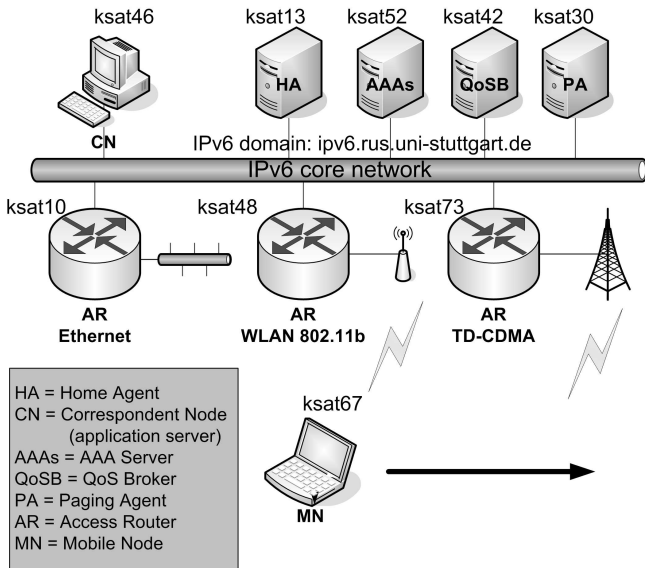 ksat46
ksat13
ksat52
ksat42
ksat30
HA
AAAs
QoSB
PA
CN
IPv6 domain: ipv6.rus.uni-stuttgart.de
IPv6 core network
ksat10
ksat48
ksat73
AR
Ethernet
AR
WLAN 802.11b
AR
TD-CDMA
HA = Home Agent
CN = Correspondent Node
(application server)
AAAs = AAA Server
QoSB = QoS Broker
PA = Paging Agent
AR = Access Router
MN = Mobile Node
ksat67
MN